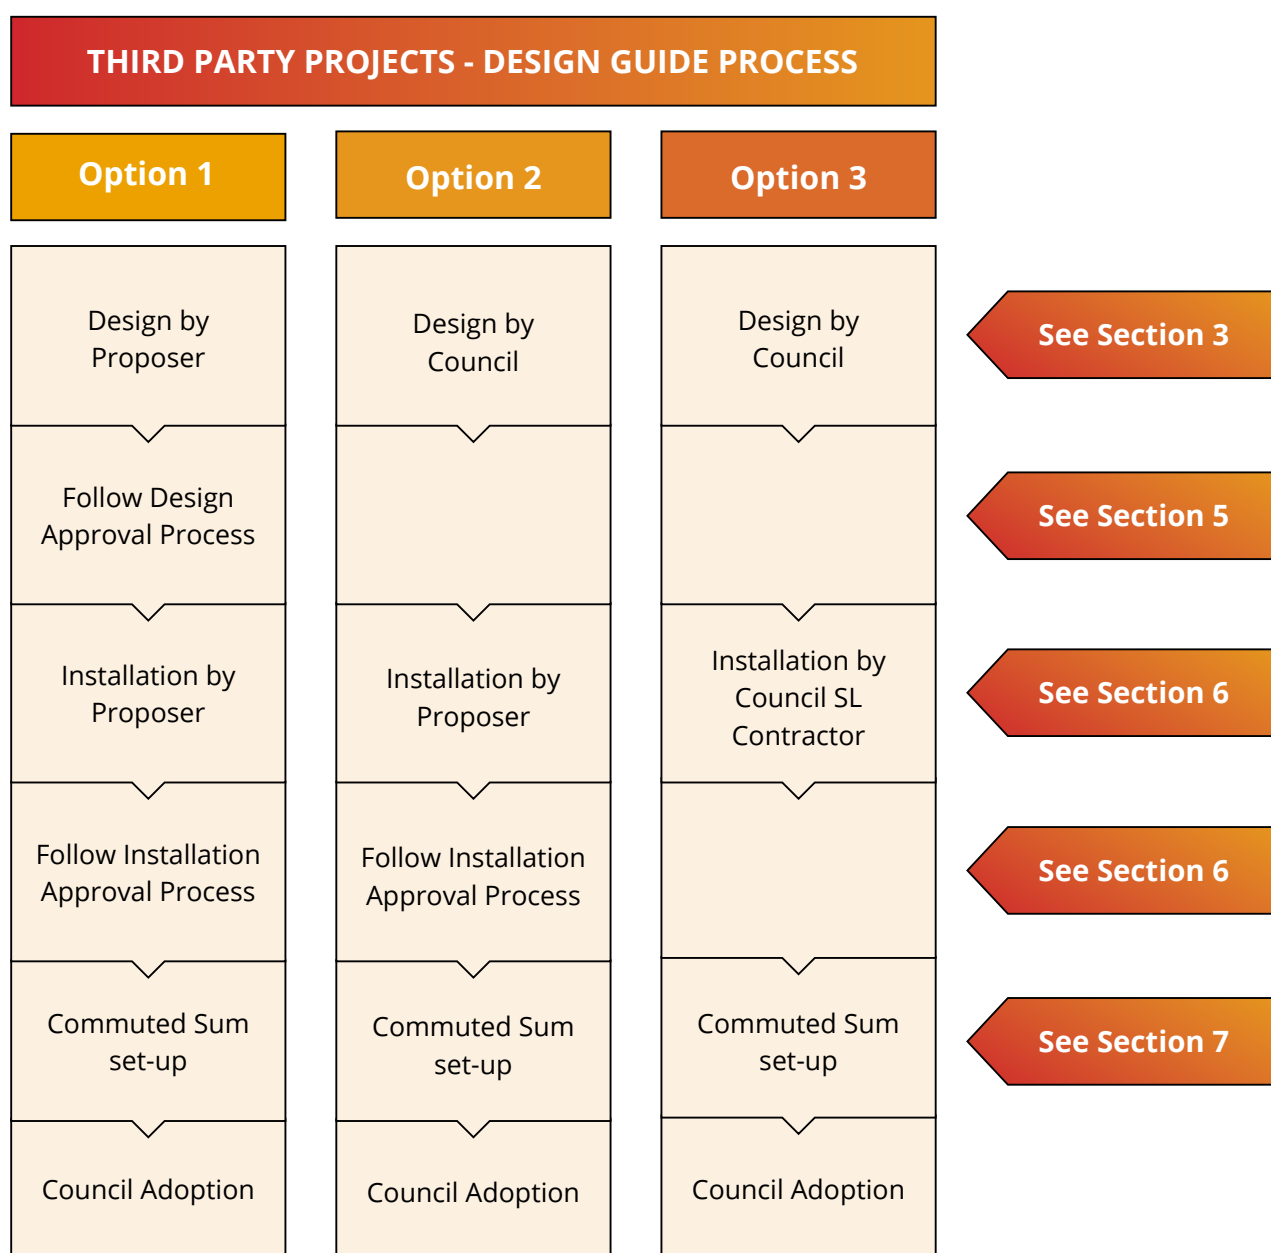 THIRD PARTY PROJECTS - DESIGN GUIDE PROCESS
Option 1
Option 2
Option 3
Design by
Proposer
Design by
Council
Design by
Council
See Section 3
Follow Design
Approval Process
See Section 5
Installation by
Proposer
Installation by
Proposer
Installation by
Council SL
Contractor
See Section 6
Follow Installation
Approval Process
Follow Installation
Approval Process
See Section 6
Commuted Sum
set-up
Commuted Sum
set-up
Commuted Sum
set-up
See Section 7
Council Adoption
Council Adoption
Council Adoption